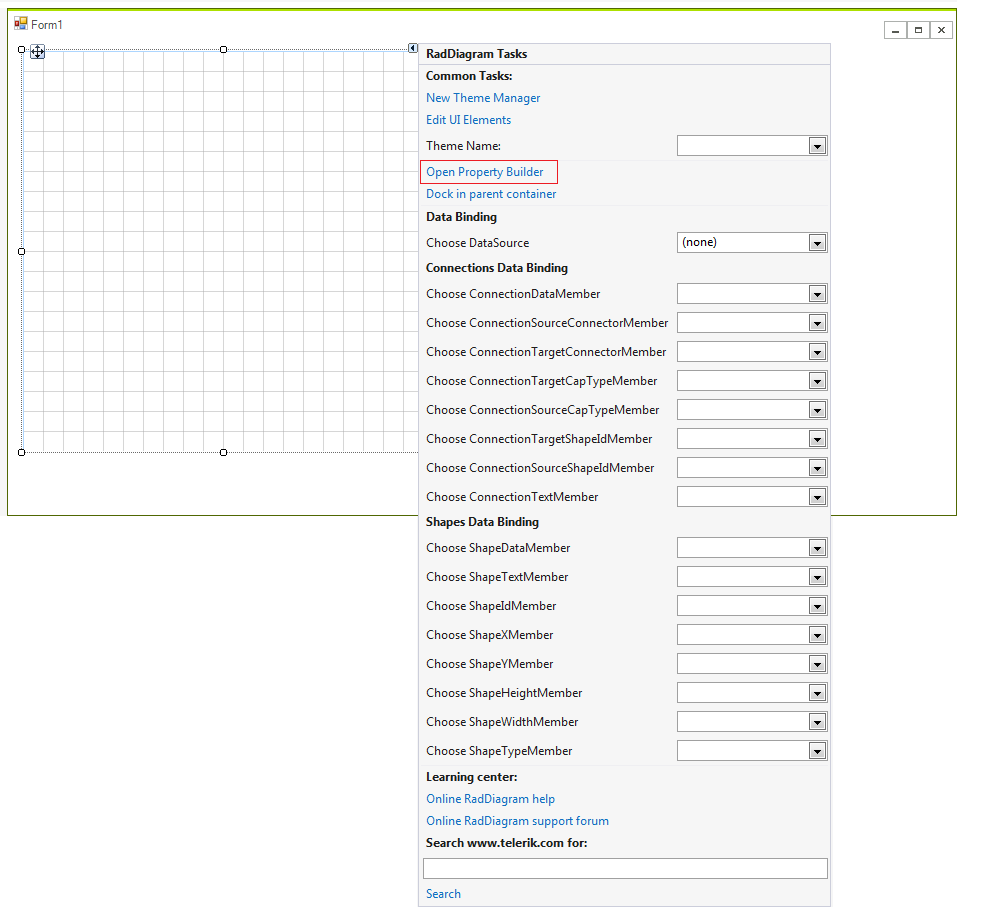 Form1
RadDiagram Tasks
Common Tasks:
New Theme Manager
Edit UI Elements
Theme Name:
Open Property Builder
Dock in parent container
Data Binding
Choose DataSource (none)
Connections Data Binding
Choose ConnectionDataMember
Choose ConnectionSourceConnectorMember
Choose ConnectionTargetConnectorMember
Choose ConnectionTargetCapTypeMember
Choose ConnectionSourceCapTypeMember
Choose ConnectionTargetShapeIdMember
Choose ConnectionSourceShapeIdMember
Choose ConnectionTextMember
Shapes Data Binding
Choose ShapeDataMember
Choose ShapeTextMember
Choose ShapeIdMember
Choose ShapeXMember
Choose ShapeYMember
Choose ShapeHeightMember
Choose ShapeWidthMember
Choose ShapeTypeMember
Learning center:
Online RadDiagram help
Online RadDiagram support forum
Search www.telerik.com for:
Search